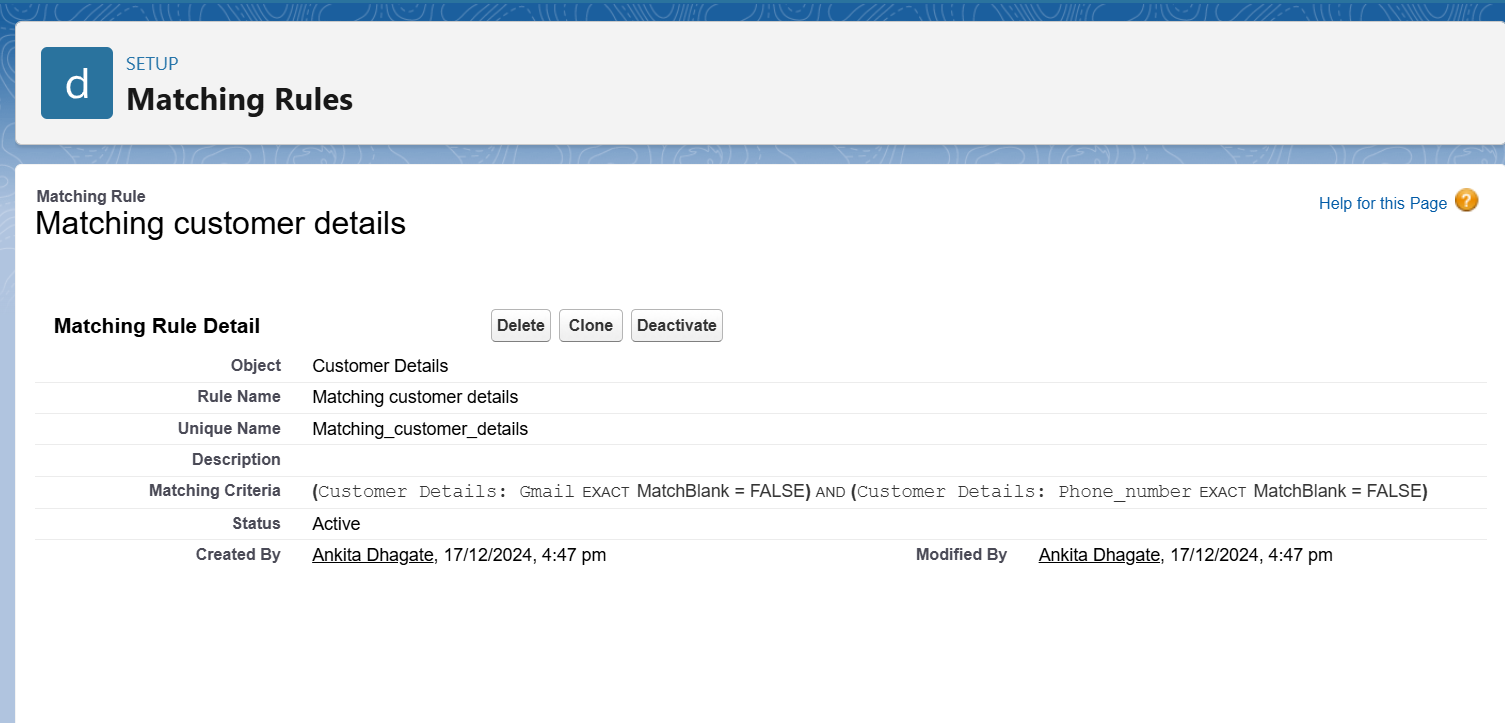 d
SETUP
Matching Rules
Matching Rule
Matching customer details
Help for this Page ?
Matching Rule Detail Delete Clone Deactivate
Object Customer Details
Rule Name Matching customer details
Unique Name Matching_customer_details
Description
Matching Criteria (Customer Details: Gmail EXACT MatchBlank = FALSE) AND (Customer Details: Phone_number EXACT MatchBlank = FALSE)
Status Active
Created By Ankita Dhagate, 17/12/2024, 4:47 pm Modified By Ankita Dhagate, 17/12/2024, 4:47 pm